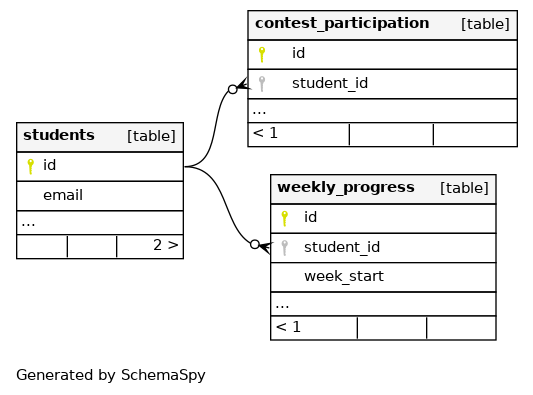 contest_participation [table]
id
student_id
...
< 1
students [table]
id
email
...
2 >
weekly_progress [table]
id
student_id
week_start
...
< 1
Generated by SchemaSpy